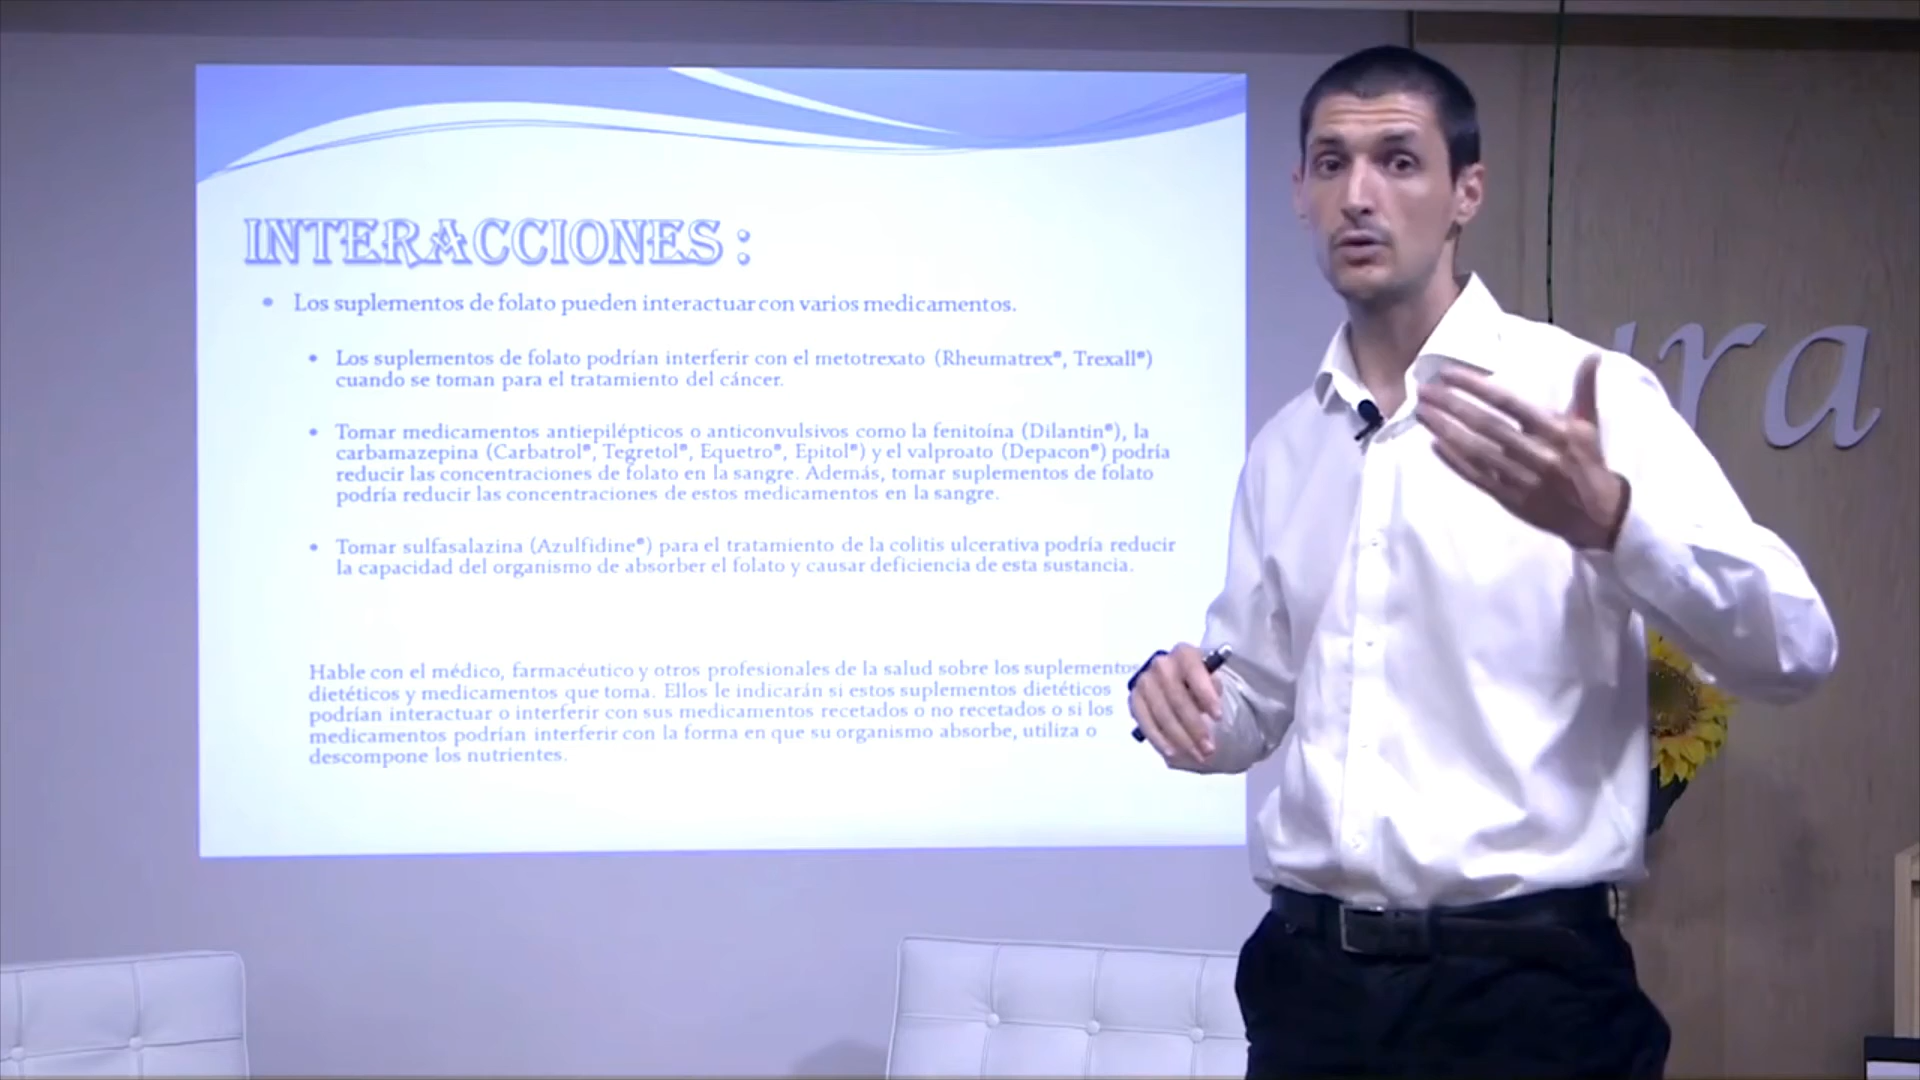 INTERACCIONES :
• Los suplementos de folato pueden interactuar con varios medicamentos.
• Los suplementos de folato podrían interferir con el metotrexato (Rheumatrex®, Trexall®)
cuando se toman para el tratamiento del cáncer.
• Tomar medicamentos antiepilépticos o anticonvulsivos como la fenitoína (Dilantin®), la
carbamazepina (Carbatrol®, Tegretol®, Equetro®, Epitol®) y el valproato (Depacon®) podría
reducir las concentraciones de folato en la sangre. Además, tomar suplementos de folato
podría reducir las concentraciones de estos medicamentos en la sangre.
• Tomar sulfasalazina (Azulfidine®) para el tratamiento de la colitis ulcerativa podría reducir
la capacidad del organismo de absorber el folato y causar deficiencia de esta sustancia.
Hable con el médico, farmacéutico y otros profesionales de la salud sobre los suplementos
dietéticos y medicamentos que toma. Ellos le indicarán si estos suplementos dietéticos
podrían interactuar o interferir con sus medicamentos recetados o no recetados o si los
medicamentos podrían interferir con la forma en que su organismo absorbe, utiliza o
descompone los nutrientes.
ura